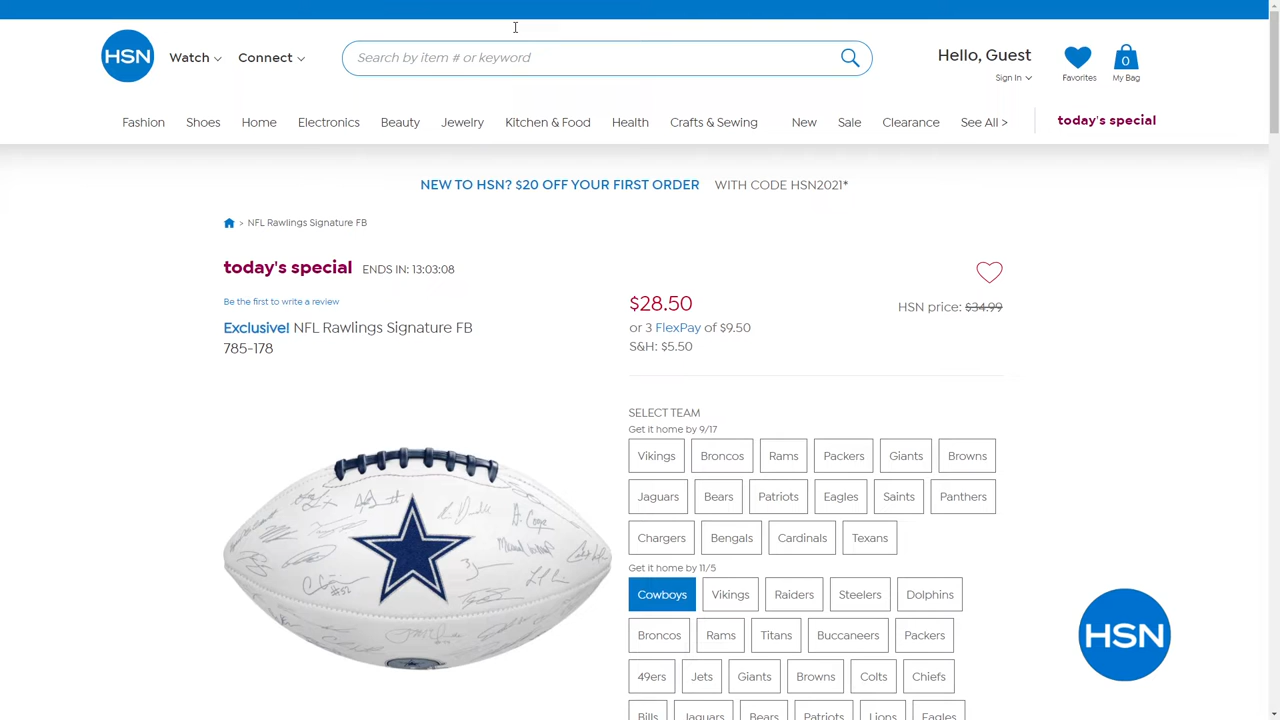 HSN
Watch
Connect
Search by item # or keyword
Hello, Guest
Sign In
Favorites
0
My Bag
Fashion
Shoes
Home
Electronics
Beauty
Jewelry
Kitchen & Food
Health
Crafts & Sewing
New
Sale
Clearance
See All >
today's special
NEW TO HSN? $20 OFF YOUR FIRST ORDER WITH CODE HSN2021*
> NFL Rawlings Signature FB
today's special ENDS IN: 13:03:08
Be the first to write a review
Exclusive! NFL Rawlings Signature FB
785-178
$28.50
HSN price: $34.99
or 3 FlexPay of $9.50
S&H: $5.50
SELECT TEAM
Get it home by 9/17
Vikings Broncos Rams Packers Giants Browns
Jaguars Bears Patriots Eagles Saints Panthers
Chargers Bengals Cardinals Texans
Get it home by 11/5
Cowboys Vikings Raiders Steelers Dolphins
Broncos Rams Titans Buccaneers Packers
49ers Jets Giants Browns Colts Chiefs
Bills Jaguars Bears Patriots Lions Eagles
HSN